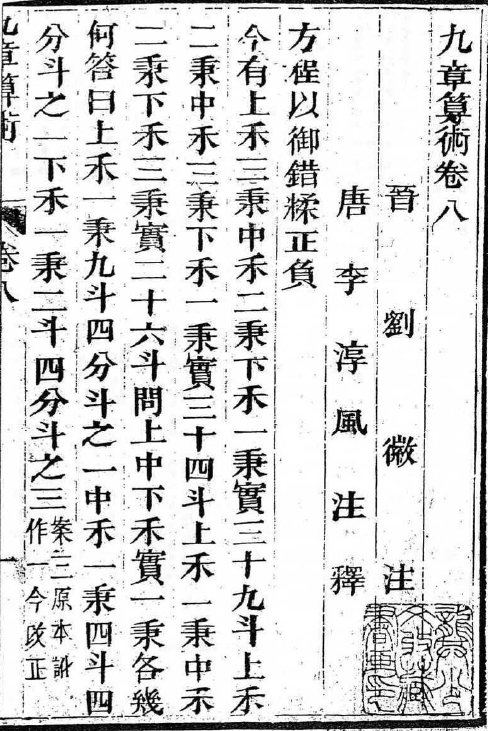 九章算術卷八
晉劉徽注
唐李淳風注釋
方程以御錯糅正負
今有上禾三秉中禾二秉下禾一秉實三十九斗上禾
二秉中禾三秉下禾一秉實三十四斗上禾一秉中禾
二秉下禾三秉實二十六斗問上中下禾實一秉各幾
何答曰上禾一秉九斗四分斗之一中禾一秉四斗四
分斗之一下禾一秉二斗四分斗之三案三原本訛
作一今改正
九章算術 卷八 一